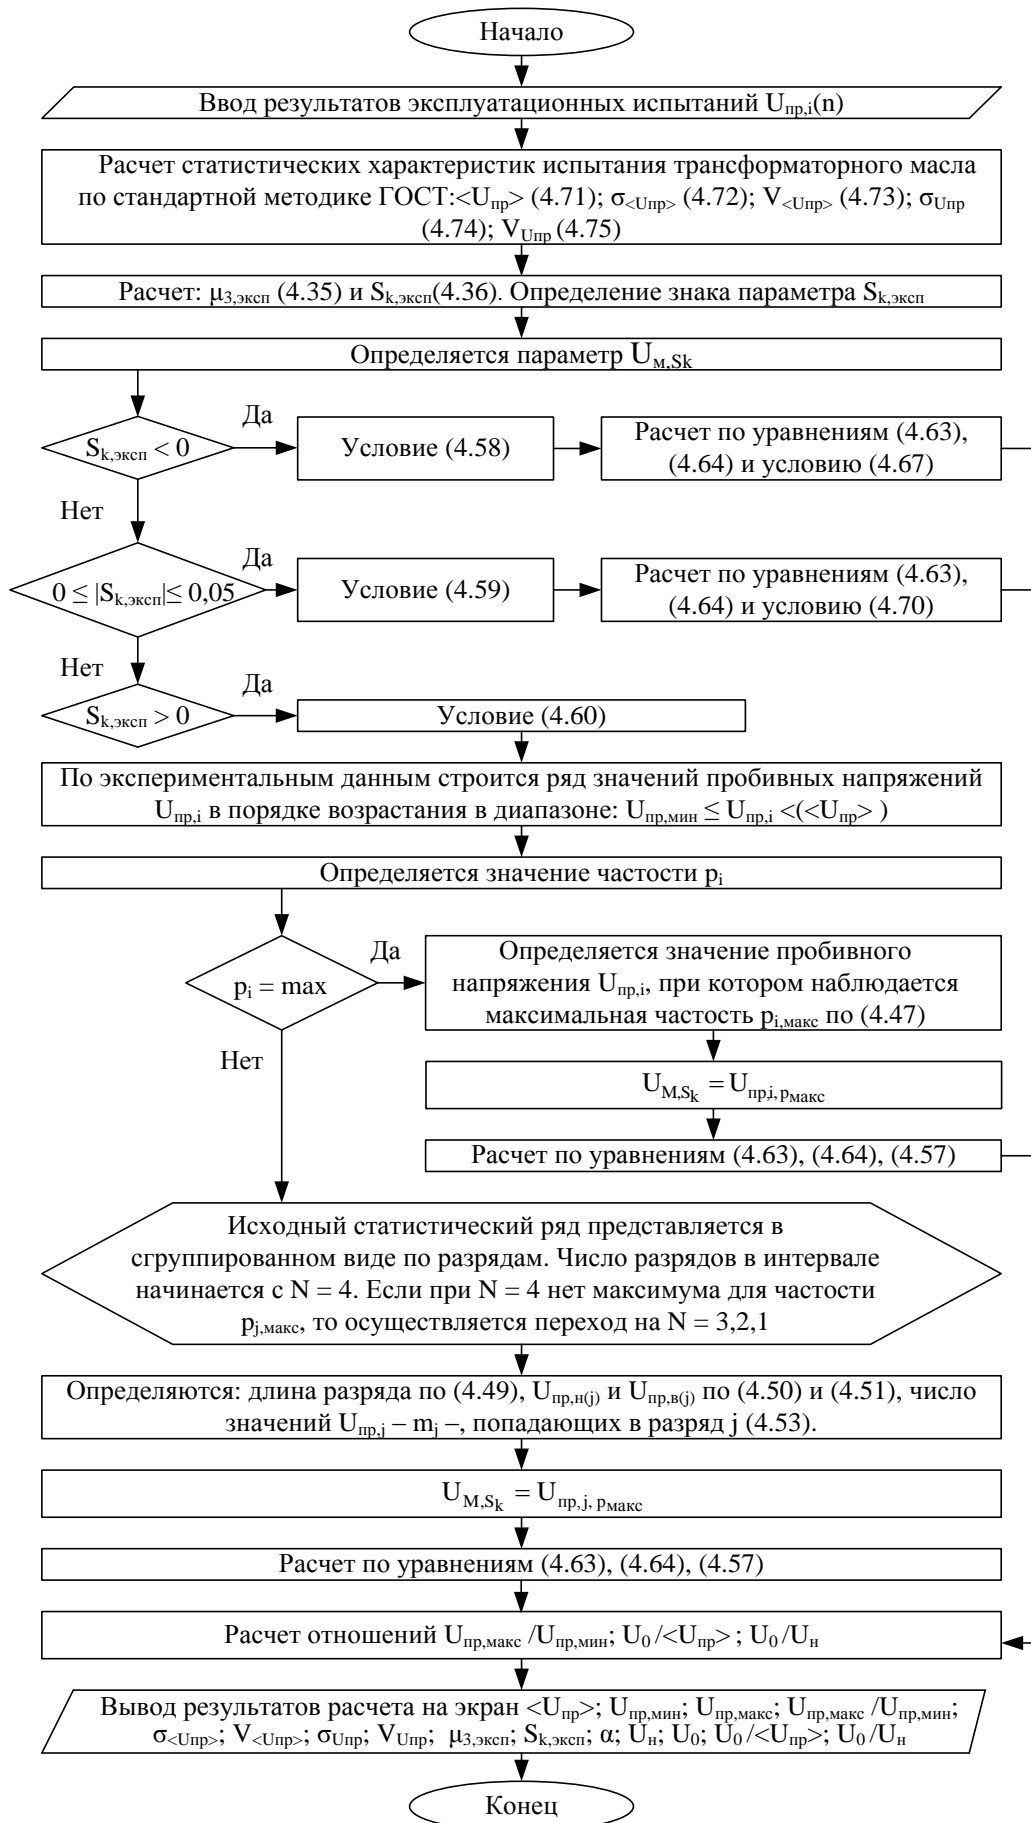 Начало
Ввод результатов эксплуатационных испытаний Uпр,i(n)
Расчет статистических характеристик испытания трансформаторного масла
по стандартной методике ГОСТ:<Uпр> (4.71); σ<Uпр> (4.72); V<Uпр> (4.73); σUпр
(4.74); VUпр (4.75)
Расчет: μ3,эксп (4.35) и Sk,эксп(4.36). Определение знака параметра Sk,эксп
Определяется параметр Uм,Sk
Sk,эксп < 0
Да
Условие (4.58)
Расчет по уравнениям (4.63),
(4.64) и условию (4.67)
Нет
0 ≤ |Sk,эксп|≤ 0,05
Да
Условие (4.59)
Расчет по уравнениям (4.63),
(4.64) и условию (4.70)
Нет
Sk,эксп > 0
Да
Условие (4.60)
По экспериментальным данным строится ряд значений пробивных напряжений
Uпр,i в порядке возрастания в диапазоне: Uпр,мин ≤ Uпр,i <(<Uпр> )
Определяется значение частости pi
pi = max
Да
Определяется значение пробивного
напряжения Uпр,i, при котором наблюдается
максимальная частость pi,макс по (4.47)
Нет
UM,Sk = Uпр,i, pмакс
Расчет по уравнениям (4.63), (4.64), (4.57)
Исходный статистический ряд представляется в
сгруппированном виде по разрядам. Число разрядов в интервале
начинается с N = 4. Если при N = 4 нет максимума для частости
pj,макс, то осуществляется переход на N = 3,2,1
Определяются: длина разряда по (4.49), Uпр,н(j) и Uпр,в(j) по (4.50) и (4.51), число
значений Uпр,j – mj –, попадающих в разряд j (4.53).
UM,Sk = Uпр,j, pмакс
Расчет по уравнениям (4.63), (4.64), (4.57)
Расчет отношений Uпр,макс /Uпр,мин; U0 /<Uпр> ; U0 /Uн
Вывод результатов расчета на экран <Uпр>; Uпр,мин; Uпр,макс; Uпр,макс /Uпр,мин;
σ<Uпр>; V<Uпр>; σUпр; VUпр; μ3,эксп; Sk,эксп; α; Uн; U0; U0 /<Uпр>; U0 /Uн
Конец